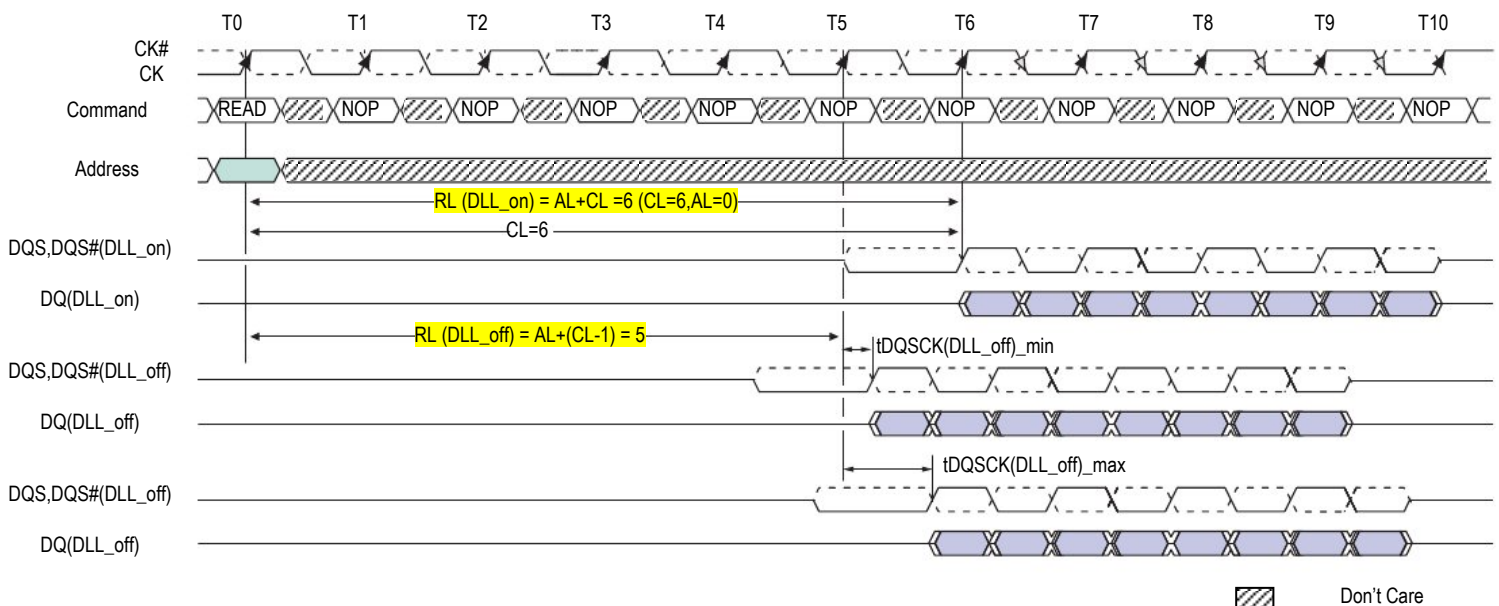 T0 T1 T2 T3 T4 T5 T6 T7 T8 T9 T10
CK#
CK
Command READ NOP NOP NOP NOP NOP NOP NOP NOP NOP NOP
Address
RL (DLL_on) = AL+CL =6 (CL=6,AL=0)
CL=6
DQS,DQS#(DLL_on)
DQ(DLL_on)
RL (DLL_off) = AL+(CL-1) = 5
tDQSCK(DLL_off)_min
DQS,DQS#(DLL_off)
DQ(DLL_off)
tDQSCK(DLL_off)_max
DQS,DQS#(DLL_off)
DQ(DLL_off)
Don't Care